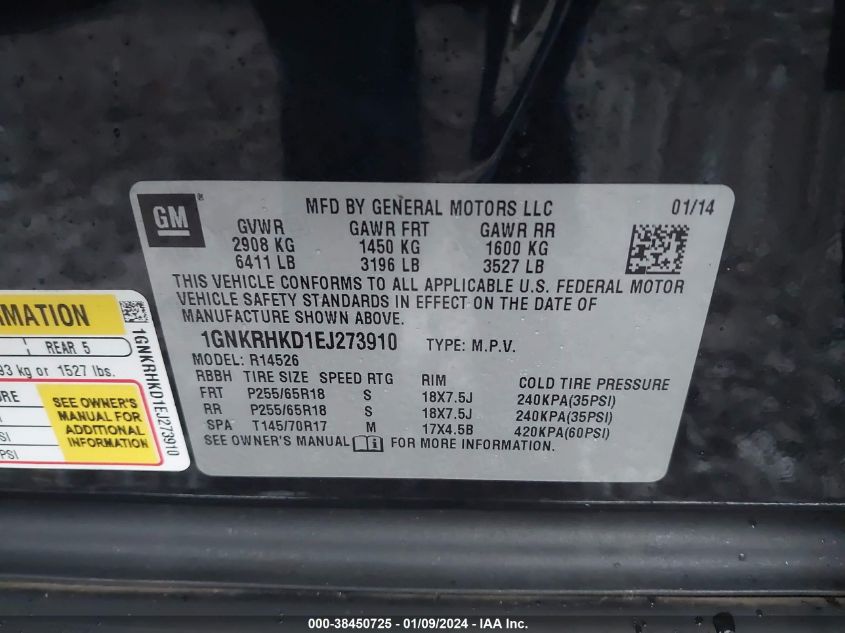 GM
MFD BY GENERAL MOTORS LLC 01/14
GVWR GAWR FRT GAWR RR
2908 KG 1450 KG 1600 KG
6411 LB 3196 LB 3527 LB
THIS VEHICLE CONFORMS TO ALL APPLICABLE U.S. FEDERAL MOTOR
VEHICLE SAFETY STANDARDS IN EFFECT ON THE DATE OF
MANUFACTURE SHOWN ABOVE.
1GNKRHKD1EJ273910 TYPE: M.P.V.
MODEL: R14526
RBBH TIRE SIZE SPEED RTG RIM COLD TIRE PRESSURE
FRT P255/65R18 S 18X7.5J 240KPA(35PSI)
RR P255/65R18 S 18X7.5J 240KPA(35PSI)
SPA T145/70R17 M 17X4.5B 420KPA(60PSI)
SEE OWNER'S MANUAL FOR MORE INFORMATION.
REAR 5
93 kg or 1527 lbs.
SEE OWNER'S
MANUAL FOR
ADDITIONAL
INFORMATION
1GNKRHKD1EJ273910
000-38450725 - 01/09/2024 - IAA Inc.